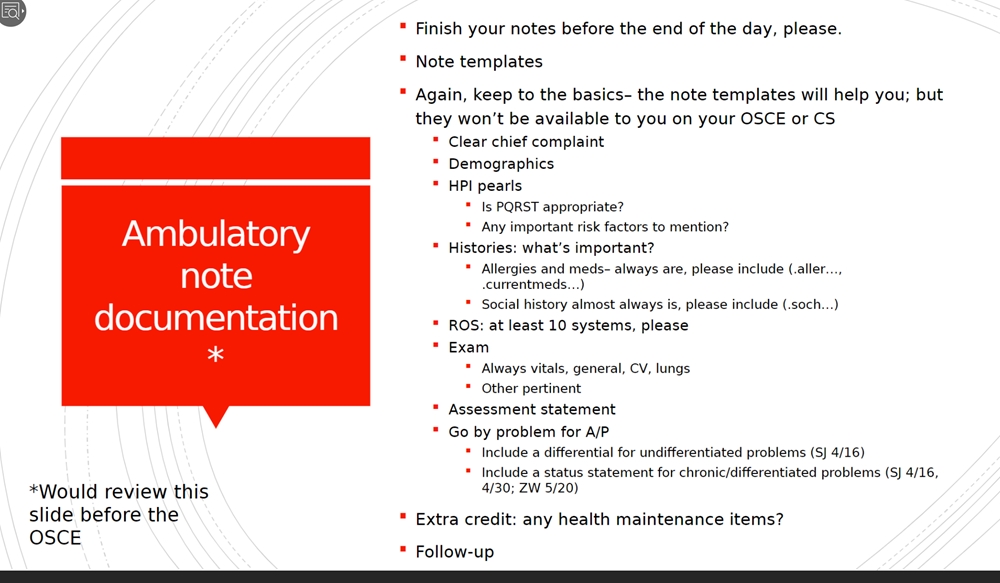 Ambulatory
note
documentation
*
*Would review this
slide before the
OSCE
Finish your notes before the end of the day, please.
Note templates
Again, keep to the basics– the note templates will help you; but
they won’t be available to you on your OSCE or CS
Clear chief complaint
Demographics
HPI pearls
Is PQRST appropriate?
Any important risk factors to mention?
Histories: what’s important?
Allergies and meds– always are, please include (.aller…,
.currentmeds…)
Social history almost always is, please include (.soch…)
ROS: at least 10 systems, please
Exam
Always vitals, general, CV, lungs
Other pertinent
Assessment statement
Go by problem for A/P
Include a differential for undifferentiated problems (SJ 4/16)
Include a status statement for chronic/differentiated problems (SJ 4/16,
4/30; ZW 5/20)
Extra credit: any health maintenance items?
Follow-up